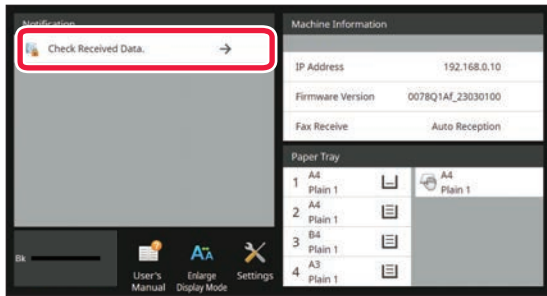 Notification
Check Received Data. →
Machine Information
IP Address 192.168.0.10
Firmware Version 0078Q1Af_23030100
Fax Receive Auto Reception
Paper Tray
1 A4
Plain 1
A4
Plain 1
2 A4
Plain 1
3 B4
Plain 1
4 A3
Plain 1
Bk
User's
Manual
Enlarge
Display Mode
Settings